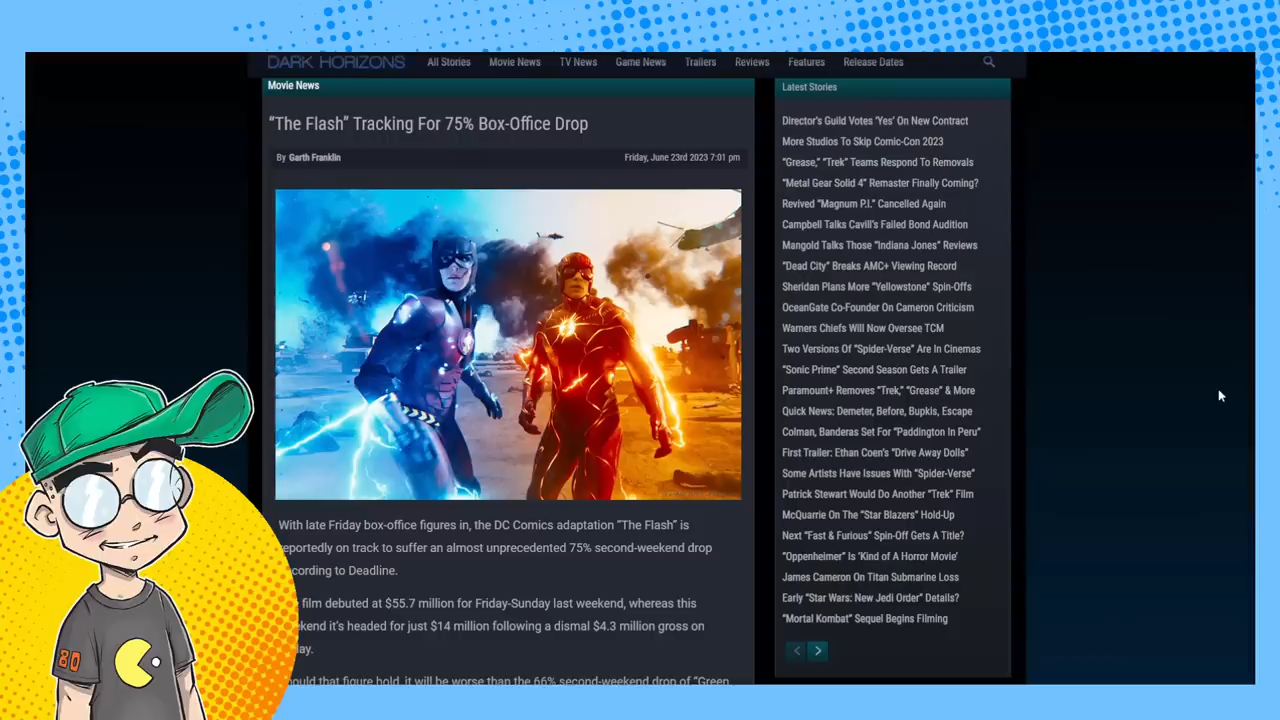 DARK HORIZONS
All Stories
Movie News
TV News
Game News
Trailers
Reviews
Features
Release Dates
Movie News
“The Flash” Tracking For 75% Box-Office Drop
By Garth Franklin
Friday, June 23rd 2023 7:01 pm
With late Friday box-office figures in, the DC Comics adaptation “The Flash” is
reportedly on track to suffer an almost unprecedented 75% second-weekend drop
according to Deadline.
film debuted at $55.7 million for Friday-Sunday last weekend, whereas this
weekend it’s headed for just $14 million following a dismal $4.3 million gross on
should that figure hold, it will be worse than the 66% second-weekend drop of “Green
Latest Stories
Director’s Guild Votes ‘Yes’ On New Contract
More Studios To Skip Comic-Con 2023
“Grease,” “Trek” Teams Respond To Removals
“Metal Gear Solid 4” Remaster Finally Coming?
Revived “Magnum P.I.” Cancelled Again
Campbell Talks Cavill’s Failed Bond Audition
Mangold Talks Those “Indiana Jones” Reviews
“Dead City” Breaks AMC+ Viewing Record
Sheridan Plans More “Yellowstone” Spin-Offs
OceanGate Co-Founder On Cameron Criticism
Warners Chiefs Will Now Oversee TCM
Two Versions Of “Spider-Verse” Are In Cinemas
“Sonic Prime” Second Season Gets A Trailer
Paramount+ Removes “Trek,” “Grease” & More
Quick News: Demeter, Before, Bupkis, Escape
Colman, Banderas Set For “Paddington In Peru”
First Trailer: Ethan Coen’s “Drive Away Dolls”
Some Artists Have Issues With “Spider-Verse”
Patrick Stewart Would Do Another “Trek” Film
McQuarrie On The “Star Blazers” Hold-Up
Next “Fast & Furious” Spin-Off Gets A Title?
“Oppenheimer” Is ‘Kind of A Horror Movie’
James Cameron On Titan Submarine Loss
Early “Star Wars: New Jedi Order” Details?
“Mortal Kombat” Sequel Begins Filming
80